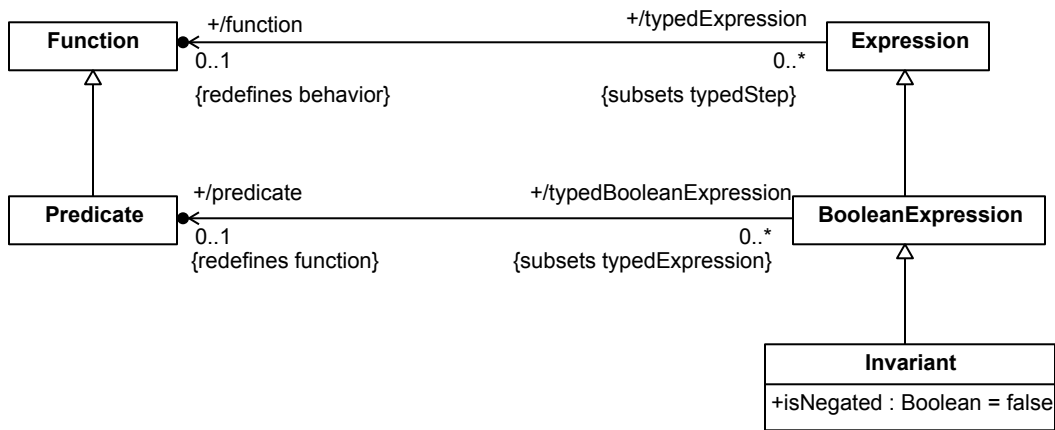 +/function
+/typedExpression
Function
Expression
0..1
0..*
{redefines behavior}
{subsets typedStep}
+/predicate
+/typedBooleanExpression
Predicate
BooleanExpression
0..1
0..*
{redefines function}
{subsets typedExpression}
Invariant
+isNegated : Boolean = false